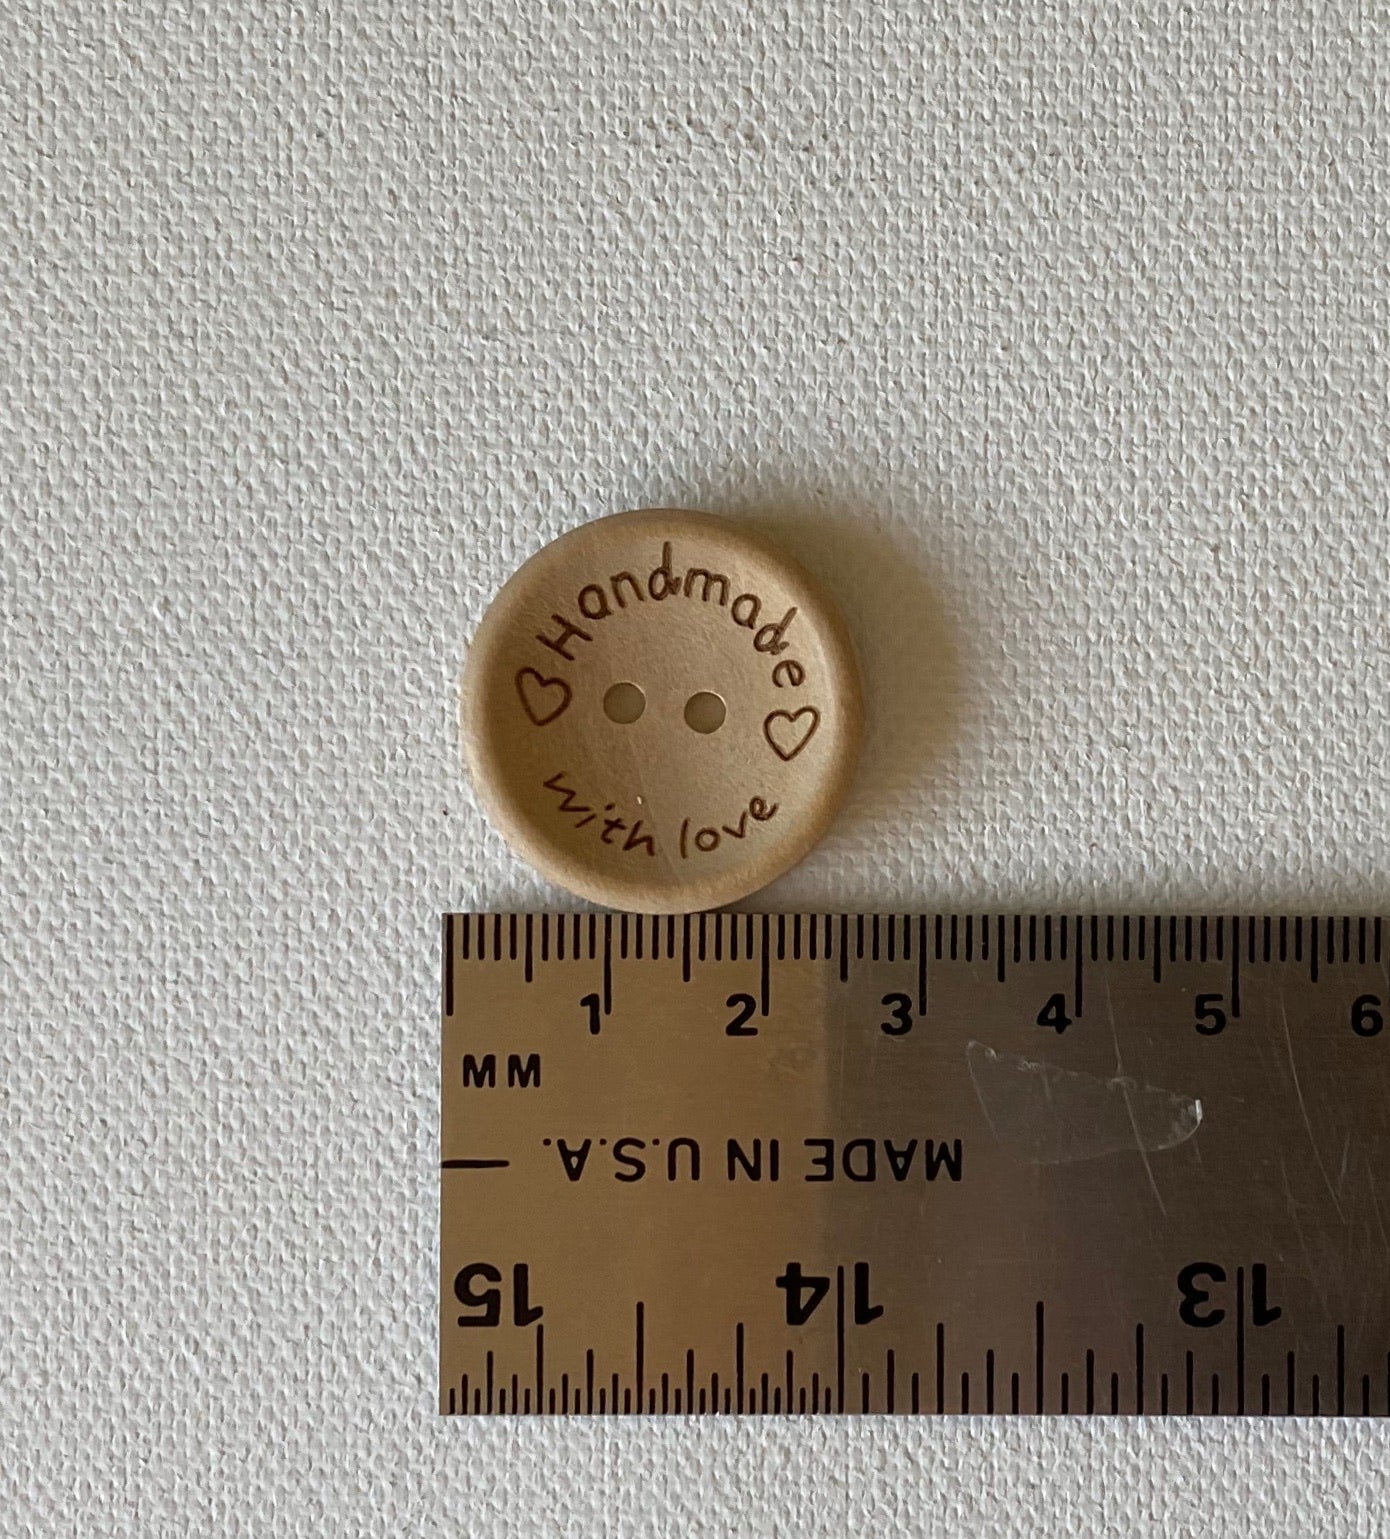 Handmade
with love
1 2 3 4 5 6
MM
MADE IN U.S.A.
15 14 13